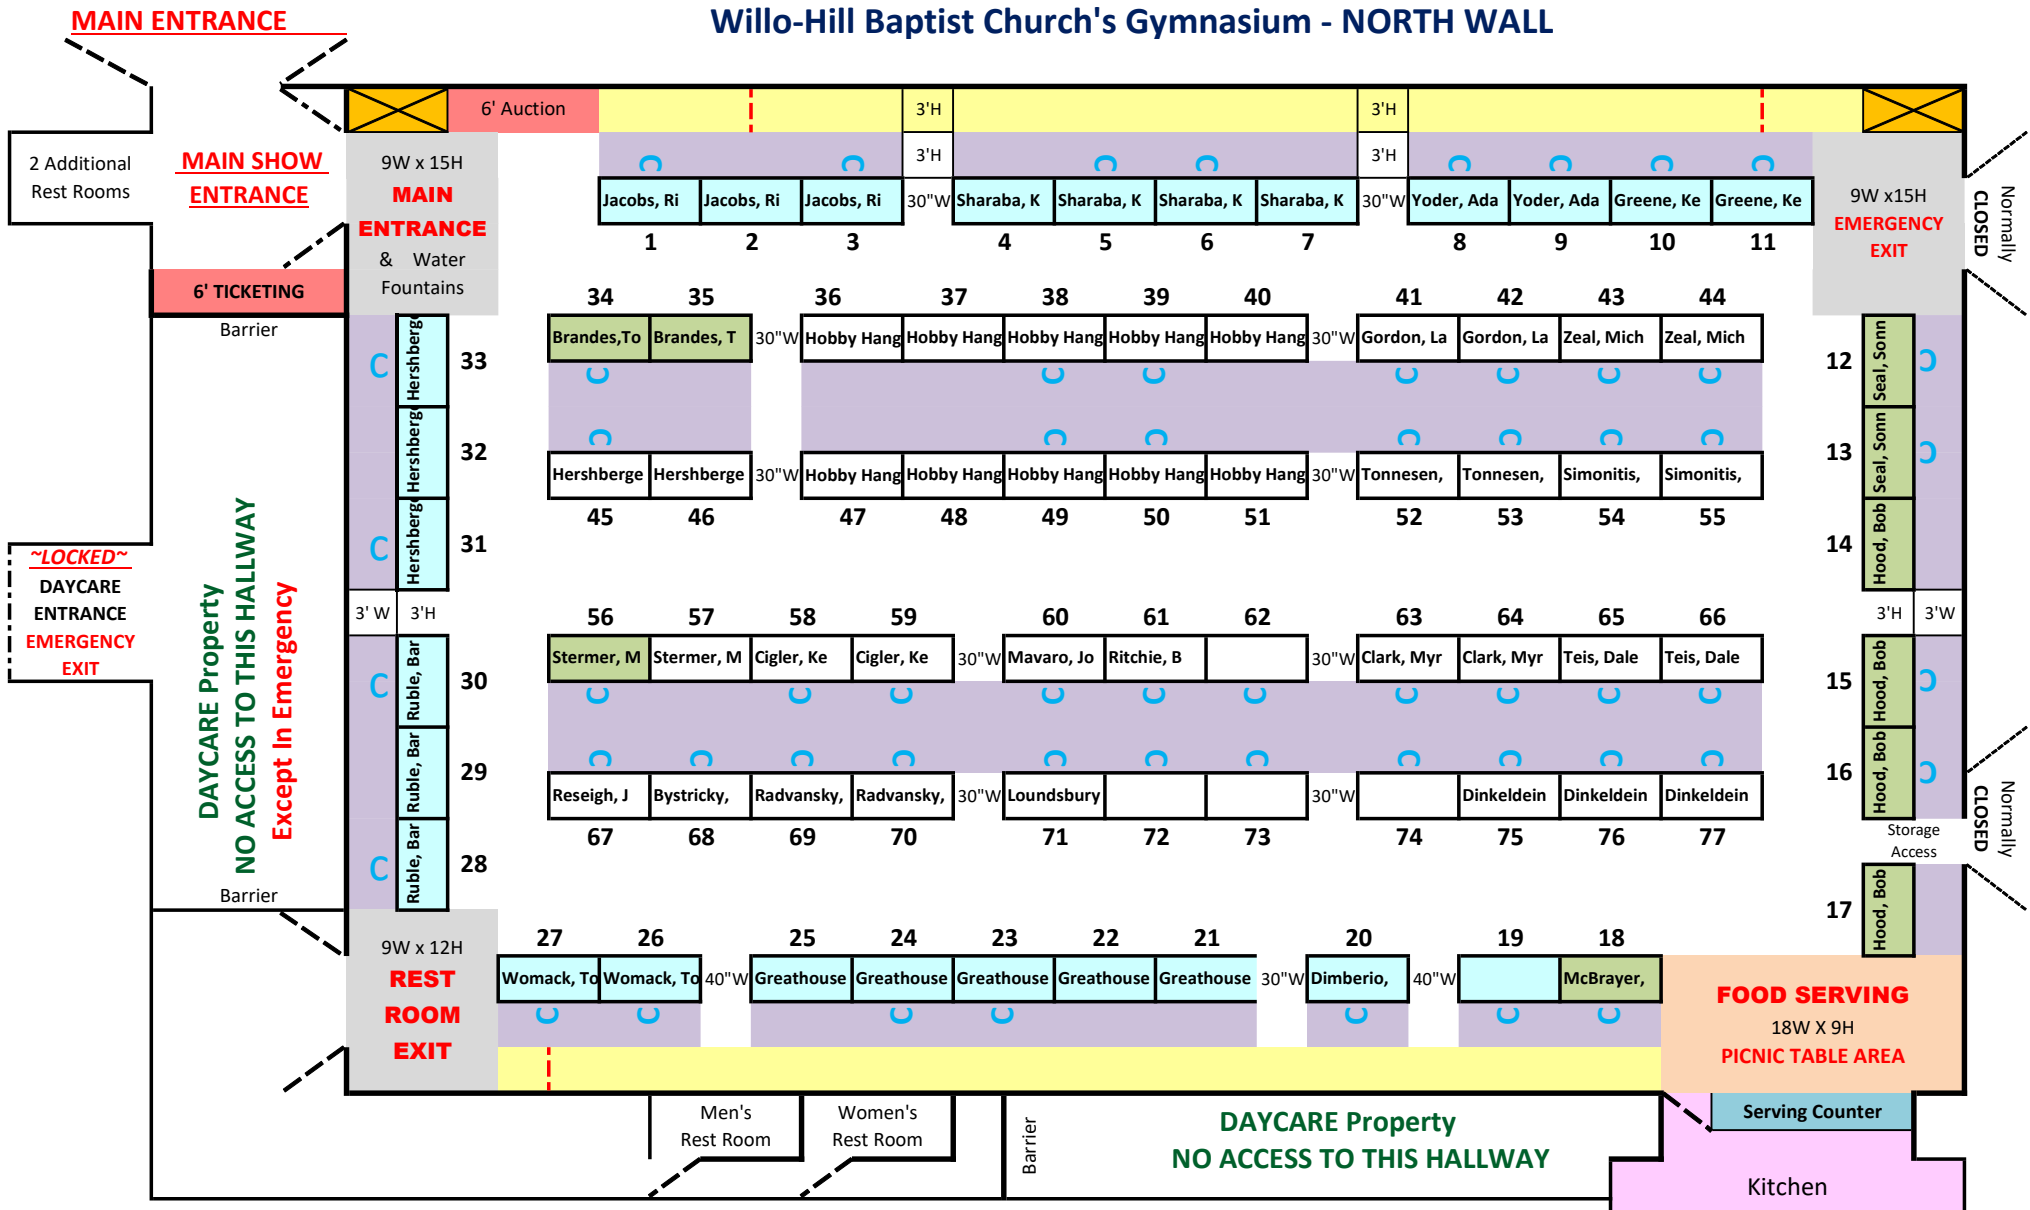 MAIN ENTRANCE
Willo-Hill Baptist Church's Gymnasium - NORTH WALL
6' Auction
3'H
3'H
2 Additional
Rest Rooms
MAIN SHOW
ENTRANCE
9W x 15H
MAIN
ENTRANCE
& Water
Fountains
3'H
3'H
C C C C C C C C
Jacobs, Ri Jacobs, Ri Jacobs, Ri 30"W Sharaba, K Sharaba, K Sharaba, K Sharaba, K 30"W Yoder, Ada Yoder, Ada Greene, Ke Greene, Ke
1 2 3 4 5 6 7 8 9 10 11
9W x15H
EMERGENCY
EXIT
Normally
CLOSED
6' TICKETING
Barrier
34 35 36 37 38 39 40 41 42 43 44
Brandes,To Brandes, T 30"W Hobby Hang Hobby Hang Hobby Hang Hobby Hang Hobby Hang 30"W Gordon, La Gordon, La Zeal, Mich Zeal, Mich
C C C C C C C
C C C C C C C
Hershberge Hershberge 30"W Hobby Hang Hobby Hang Hobby Hang Hobby Hang Hobby Hang 30"W Tonnesen, Tonnesen, Simonitis, Simonitis,
45 46 47 48 49 50 51 52 53 54 55
C Hershberge 33
Hershberge 32
C Hershberge 31
3' W 3'H
12 Seal, Sonn C
13 Seal, Sonn C
14 Hood, Bob
3'H 3'W
~LOCKED~
DAYCARE
ENTRANCE
EMERGENCY
EXIT
DAYCARE Property
NO ACCESS TO THIS HALLWAY
Except In Emergency
56 57 58 59 60 61 62 63 64 65 66
Stermer, M Stermer, M Cigler, Ke Cigler, Ke 30"W Mavaro, Jo Ritchie, B 30"W Clark, Myr Clark, Myr Teis, Dale Teis, Dale
C C C C C C C C C C
C C C C C C C C C C C
Reseigh, J Bystricky, Radvansky, Radvansky, 30"W Loundsbury 30"W Dinkeldein Dinkeldein Dinkeldein
67 68 69 70 71 72 73 74 75 76 77
C Ruble, Bar 30
Ruble, Bar 29
C Ruble, Bar 28
15 Hood, Bob C
16 Hood, Bob C
Storage
Access
Normally
CLOSED
17 Hood, Bob
Barrier
9W x 12H
REST
ROOM
EXIT
27 26 25 24 23 22 21 20 19 18
Womack, To Womack, To 40"W Greathouse Greathouse Greathouse Greathouse Greathouse 30"W Dimberio, 40"W McBrayer,
C C C C C C C
FOOD SERVING
18W X 9H
PICNIC TABLE AREA
Men's
Rest Room
Women's
Rest Room
Barrier
DAYCARE Property
NO ACCESS TO THIS HALLWAY
Serving Counter
Kitchen